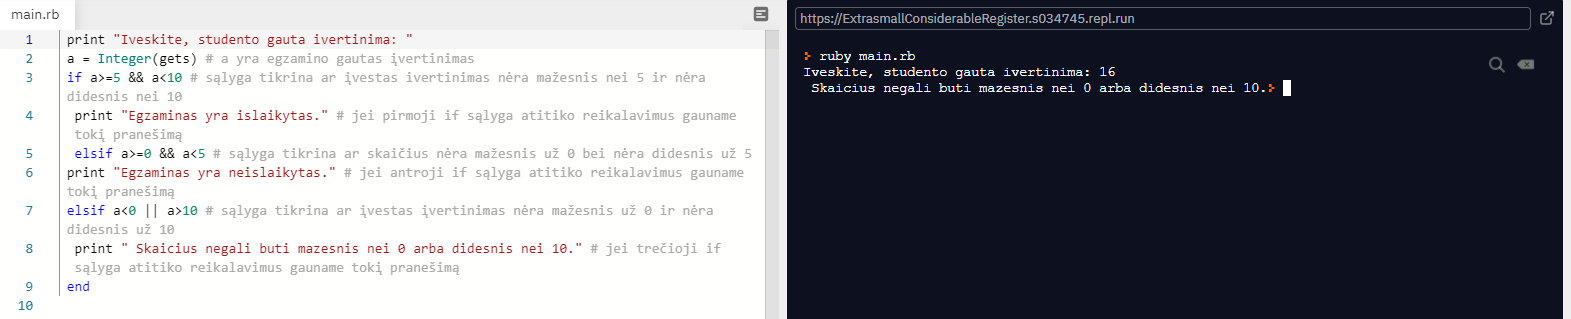 main.rb
1 print "Iveskite, studento gauta ivertinima: "
2 a = Integer(gets) # a yra egzamino gautas įvertinimas
3 if a>=5 && a<10 # sąlyga tikrina ar įvestas ivertinimas nėra mažesnis nei 5 ir nėra
didesnis nei 10
4 print "Egzaminas yra islaikytas." # jei pirmoji if sąlyga atitiko reikalavimus gauname
tokį pranešimą
5 elsif a>=0 && a<5 # sąlyga tikrina ar skaičius nėra mažesnis už 0 bei nėra didesnis už 5
6 print "Egzaminas yra neislaikytas." # jei antroji if sąlyga atitiko reikalavimus gauname
tokį pranešimą
7 elsif a<0 || a>10 # sąlyga tikrina ar įvestas įvertinimas nėra mažesnis už 0 ir nėra
didesnis už 10
8 print " Skaicius negali buti mazesnis nei 0 arba didesnis nei 10." # jei trečioji if
sąlyga atitiko reikalavimus gauname tokį pranešimą
9 end
10
https://ExtrasmallConsiderableRegister.s034745.repl.run
> ruby main.rb
Iveskite, studento gauta ivertinima: 16
Skaicius negali buti mazesnis nei 0 arba didesnis nei 10.>